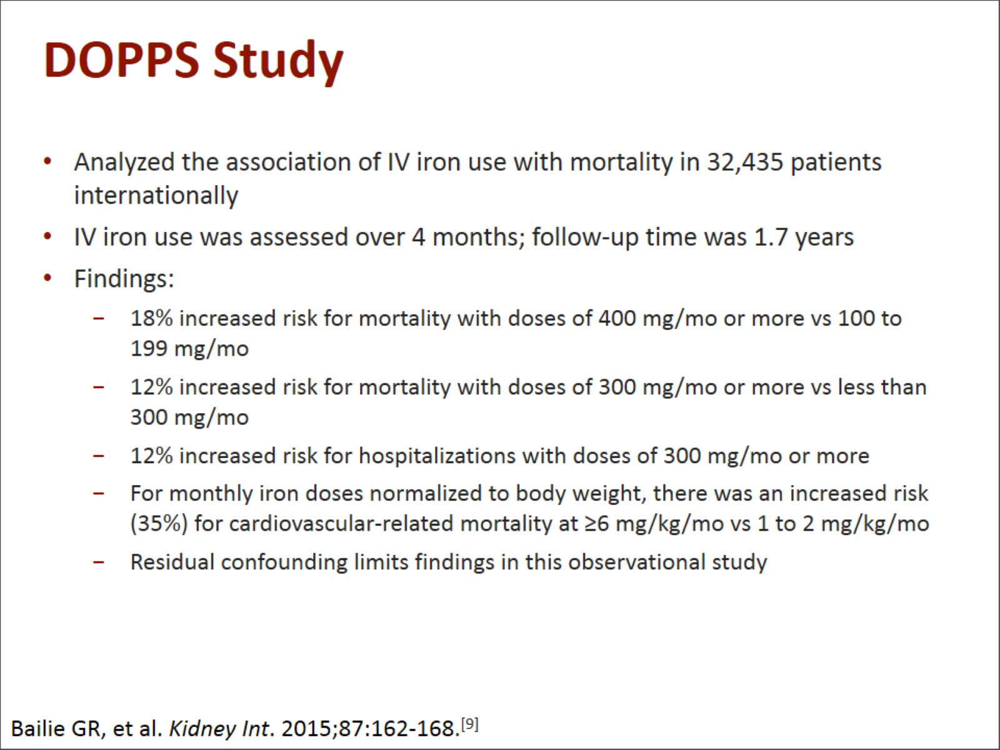 DOPPS Study
• Analyzed the association of IV iron use with mortality in 32,435 patients
internationally
• IV iron use was assessed over 4 months; follow-up time was 1.7 years
• Findings:
– 18% increased risk for mortality with doses of 400 mg/mo or more vs 100 to
199 mg/mo
– 12% increased risk for mortality with doses of 300 mg/mo or more vs less than
300 mg/mo
– 12% increased risk for hospitalizations with doses of 300 mg/mo or more
– For monthly iron doses normalized to body weight, there was an increased risk
(35%) for cardiovascular-related mortality at ≥6 mg/kg/mo vs 1 to 2 mg/kg/mo
– Residual confounding limits findings in this observational study
Bailie GR, et al. Kidney Int. 2015;87:162-168.[9]